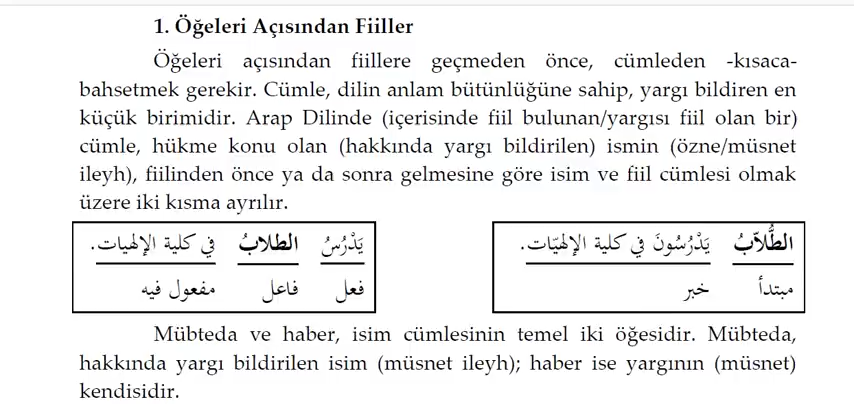 1. Öğeleri Açısından Fiiller
Öğeleri açısından fiillere geçmeden önce, cümleden -kısaca-
bahsetmek gerekir. Cümle, dilin anlam bütünlüğüne sahip, yargı bildiren en
küçük birimidir. Arap Dilinde (içerisinde fiil bulunan/yargısı fiil olan bir)
cümle, hükme konu olan (hakkında yargı bildirilen) ismin (özne/müsnet
ileyh), fiilinden önce ya da sonra gelmesine göre isim ve fiil cümlesi olmak
üzere iki kısma ayrılır.
الطُّلاَّبُ يَدْرُسُونَ في كلية الإلهيّات.
مبتدأ خبر
يَدْرُسُ الطلابُ في كلية الإلهيات.
فعل فاعل مفعول فيه
Mübteda ve haber, isim cümlesinin temel iki öğesidir. Mübteda,
hakkında yargı bildirilen isim (müsnet ileyh); haber ise yargının (müsnet)
kendisidir.